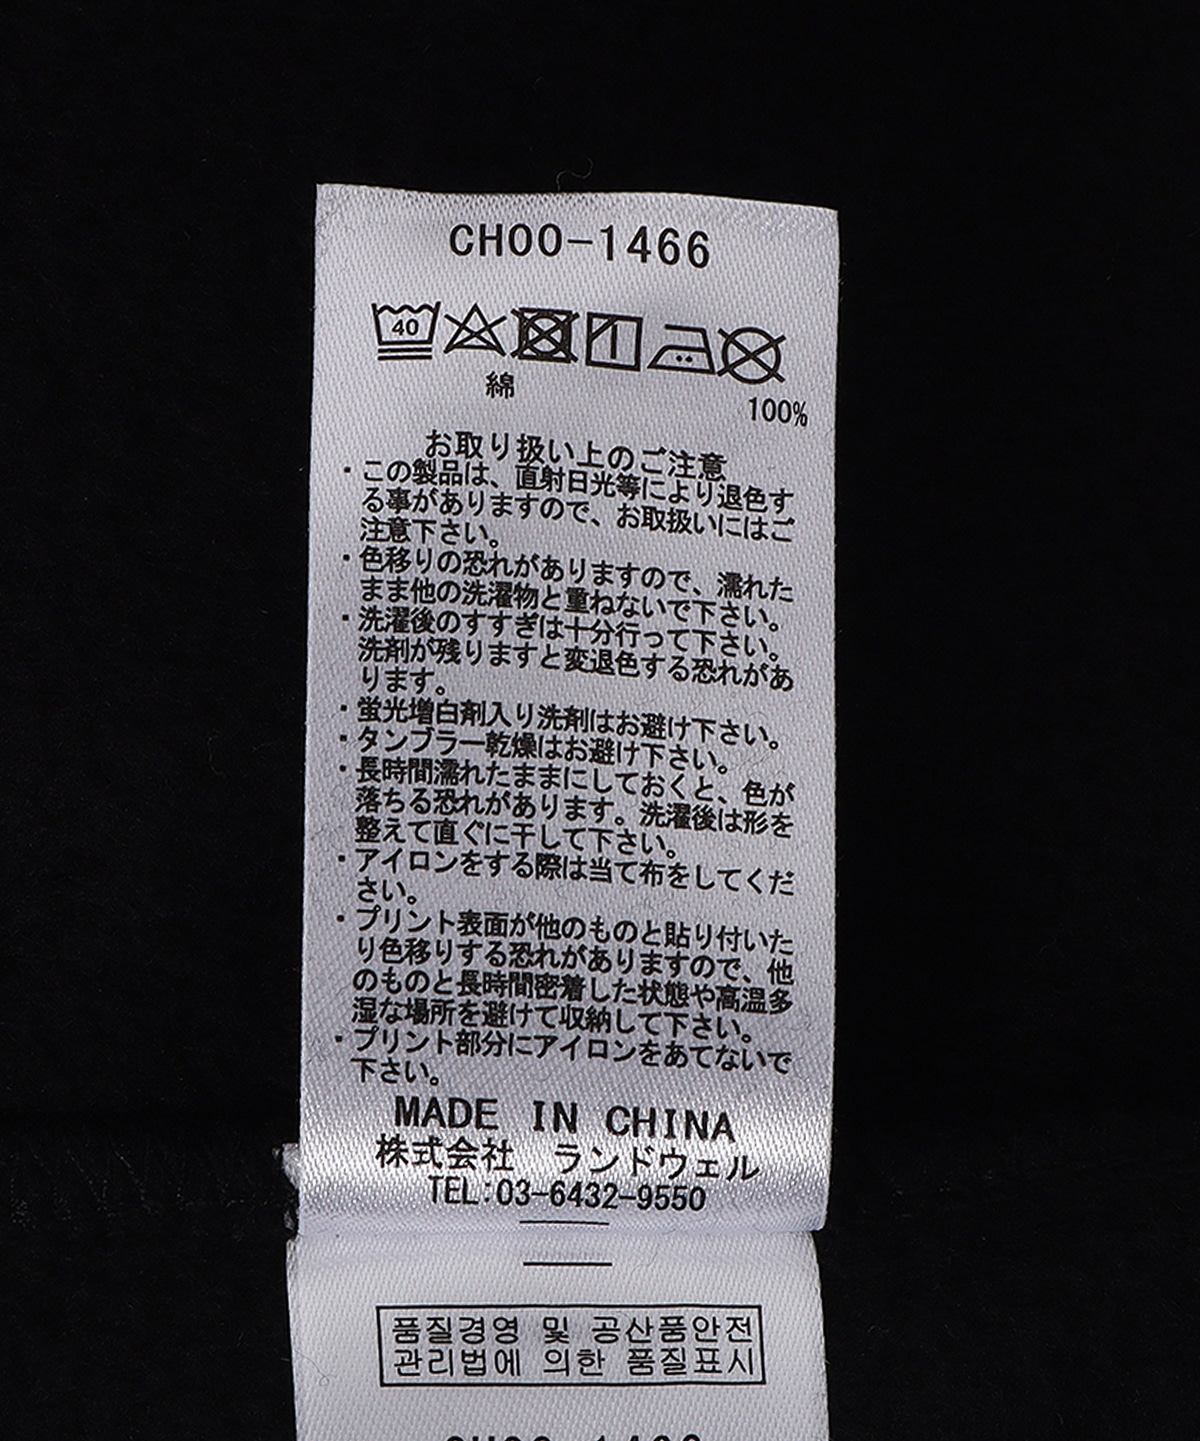 CHOO-1466
40
綿
100%
お取り扱い上のご注意
・この製品は、直射日光等により退色す
る事がありますので、お取扱いにはご
注意下さい。
・色移りの恐れがありますので、濡れた
まま他の洗濯物と重ねないで下さい。
・洗濯後のすすぎは十分行って下さい。
洗剤が残りますと変退色する恐れがあ
ります。
・蛍光増白剤入り洗剤はお避け下さい。
・タンブラー乾燥はお避け下さい。
・長時間濡れたままにしておくと、色が
落ちる恐れがあります。洗濯後は形を
整えて直ぐに干して下さい。
・アイロンをする際は当て布をしてくだ
さい。
・プリント表面が他のものと貼り付いた
り色移りする恐れがありますので、他
のものと長時間密着した状態や高温多
湿な場所を避けて収納して下さい。
・プリント部分にアイロンをあてないで
下さい。
MADE IN CHINA
株式会社 ランドウェル
TEL:03-6432-9550
품질경영 및 공산품안전
관리법에 의한 품질표시